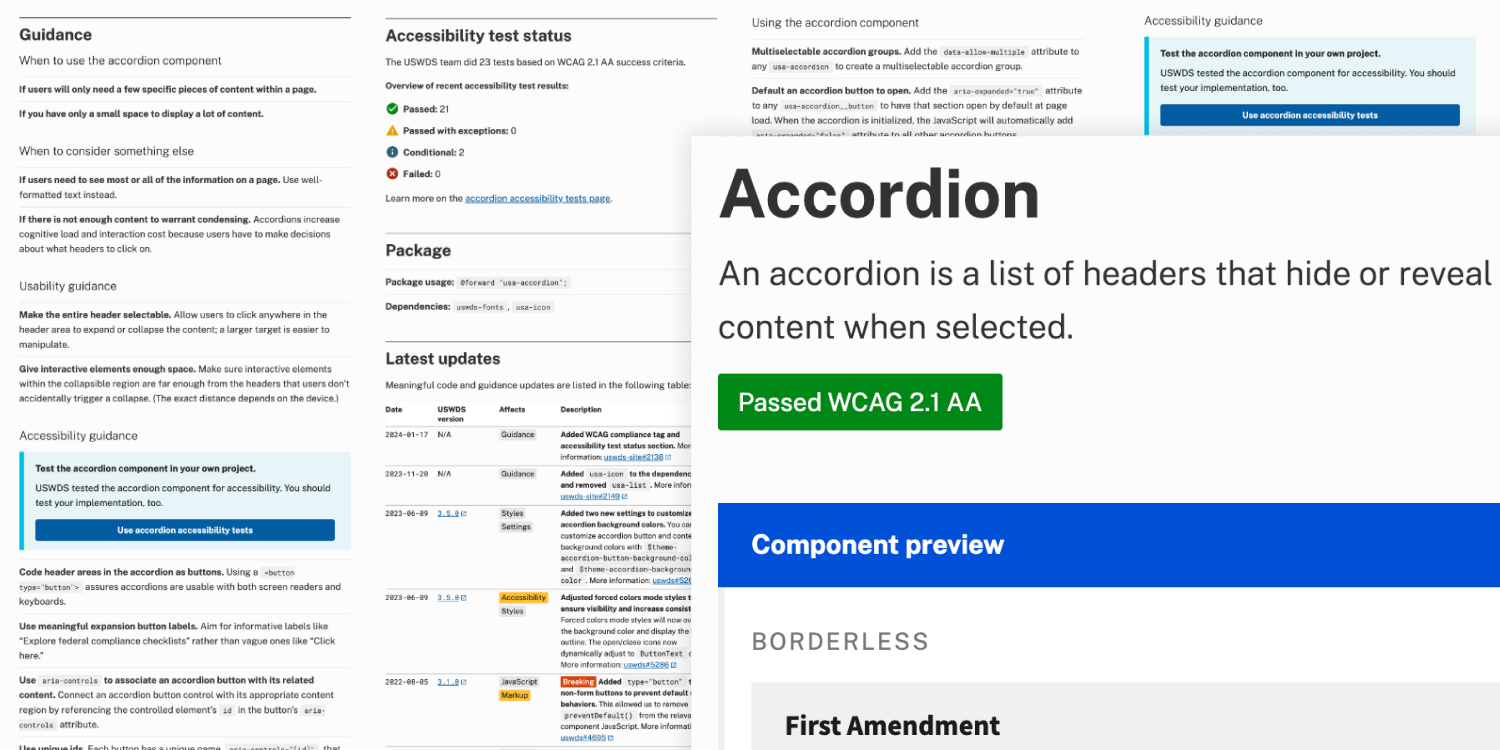 Guidance
When to use the accordion component
If users will only need a few specific pieces of content within a page.
If you have only a small space to display a lot of content.
When to consider something else
If users need to see most or all of the information on a page. Use well-
formatted text instead.
If there is not enough content to warrant condensing. Accordions increase
cognitive load and interaction cost because users have to make decisions
about what headers to click on.
Usability guidance
Make the entire header selectable. Allow users to click anywhere in the
header area to expand or collapse the content; a larger target is easier to
manipulate.
Give interactive elements enough space. Make sure interactive elements
within the collapsible region are far enough from the headers that users don't
accidentally trigger a collapse. (The exact distance depends on the device.)
Accessibility guidance
Test the accordion component in your own project.
USWDS tested the accordion component for accessibility. You should
test your implementation, too.
Use accordion accessibility tests
Code header areas in the accordion as buttons. Using a <button
type="button"> assures accordions are usable with both screen readers and
keyboards.
Use meaningful expansion button labels. Aim for informative labels like
“Explore federal compliance checklists” rather than vague ones like “Click
here.”
Use aria-controls to associate an accordion button with its related
content. Connect an accordion button control with its appropriate content
region by referencing the controlled element's id in the button's aria-
controls attribute.
Use unique ids. Each button has a unique name aria-controls="[id]", that
Accessibility test status
The USWDS team did 23 tests based on WCAG 2.1 AA success criteria.
Overview of recent accessibility test results:
Passed: 21
Passed with exceptions: 0
Conditional: 2
Failed: 0
Learn more on the accordion accessibility tests page.
Package
Package usage: @forward "usa-accordion";
Dependencies: uswds-fonts , usa-icon
Latest updates
Meaningful code and guidance updates are listed in the following table:
Date USWDS version Affects Description
2024-01-17 N/A Guidance Added WCAG compliance tag and
accessibility test status section. Mor
information: uswds-site#2138
2023-11-20 N/A Guidance Added usa-icon to the dependenc
and removed usa-list . More infor
uswds-site#2149
2023-06-09 3.5.0 Styles Added two new settings to customize
Settings accordion background colors. You ca
customize accordion button and conte
background colors with $theme-
accordion-button-background-col
and $theme-accordion-backgroun
color . More information: uswds#526
2023-06-09 3.5.0 Accessibility Adjusted forced colors mode styles t
Styles ensure visibility and increase consist
Forced colors mode styles will now ov
the background color and display the
outline. The open/close icons now
dynamically adjust to ButtonText c
More information: uswds#5286
2022-08-05 3.1.0 JavaScript Breaking Added type="button" t
Markup non-form buttons to prevent default
behaviors. This allowed us to remove
preventDefault() from the releva
component JavaScript. More informati
uswds#4695
Using the accordion component
Multiselectable accordion groups. Add the data-allow-multiple attribute to
any usa-accordion to create a multiselectable accordion group.
Default an accordion button to open. Add the aria-expanded="true" attribute
to any usa-accordion__button to have that section open by default at page
load. When the accordion is initialized, the JavaScript will automatically add
aria-expanded="false" attribute to all other accordion buttons.
Accessibility guidance
Test the accordion component in your own project.
USWDS tested the accordion component for accessibility. You should
test your implementation, too.
Use accordion accessibility tests
Accordion
An accordion is a list of headers that hide or reveal
content when selected.
Passed WCAG 2.1 AA
Component preview
BORDERLESS
First Amendment